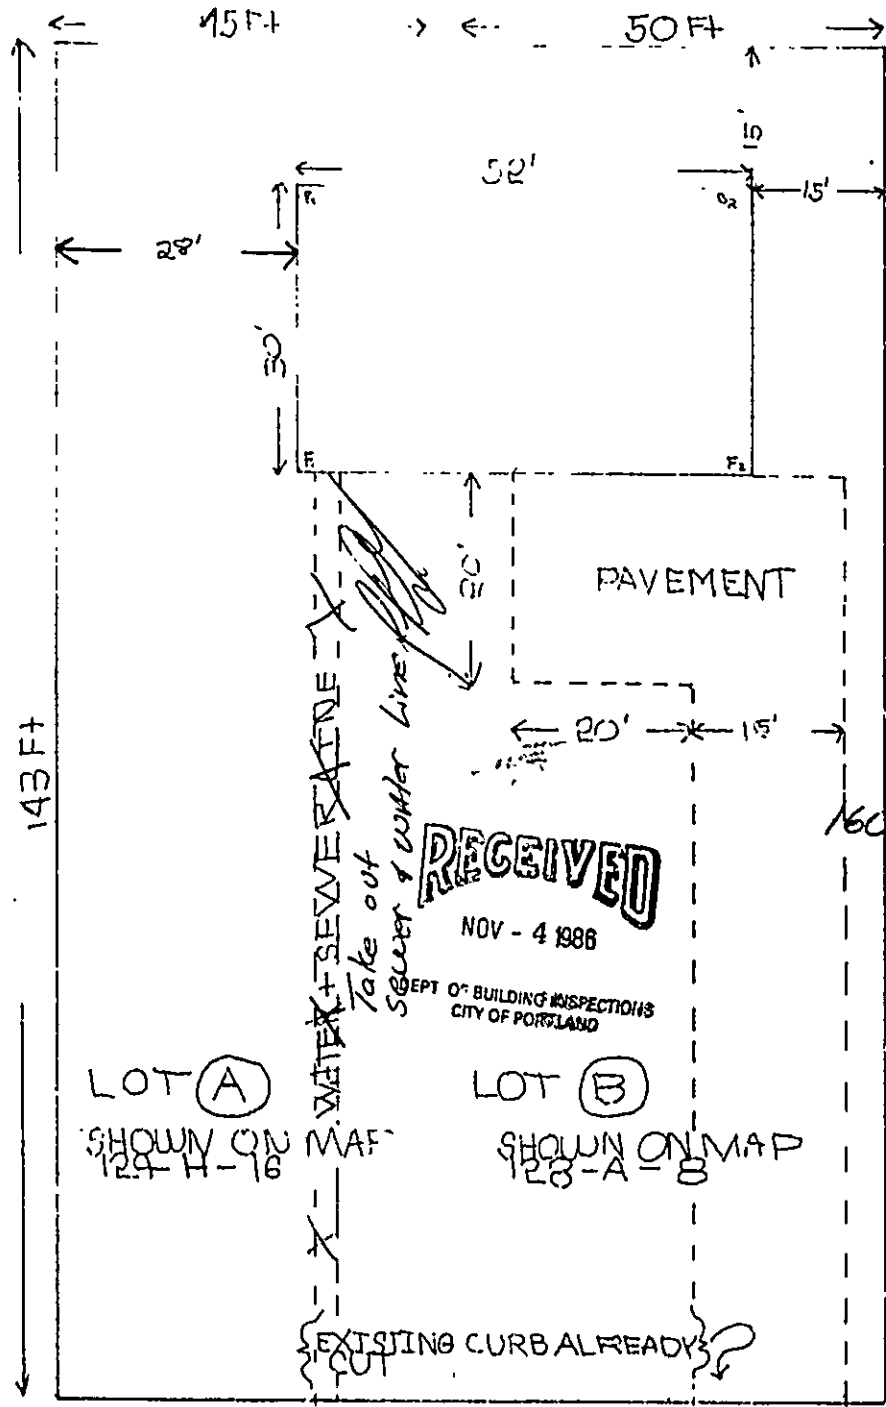 45 Ft
50 Ft
52'
15'
28'
30'
F2
20'
PAVEMENT
20'
15'
143 Ft
160
WATER + SEWER LINE
Take out
sewer & water line
RECEIVED
NOV - 4 1986
DEPT OF BUILDING INSPECTIONS
CITY OF PORTLAND
LOT A
SHOWN ON MAP
LOT B
SHOWN ON MAP
128-A-8
EXISTING CURB ALREADY
CUT